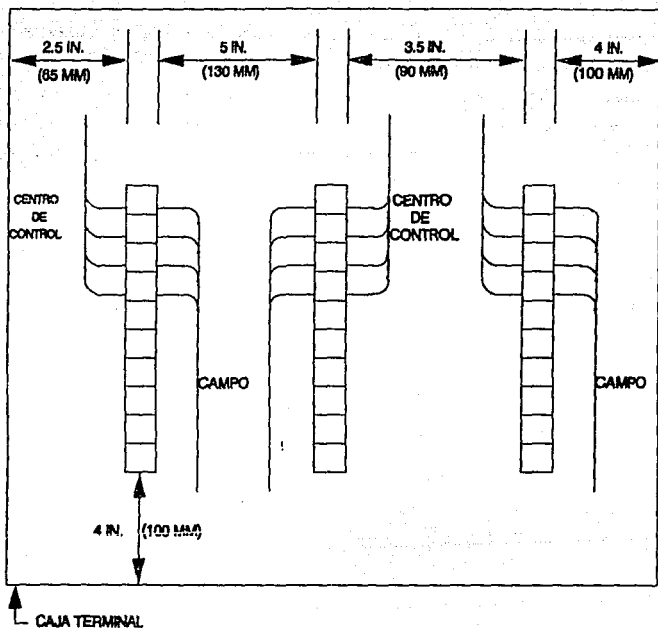 2.5 IN.
(65 MM)
5 IN.
(130 MM)
3.5 IN.
(90 MM)
4 IN.
(100 MM)
CENTRO
DE
CONTROL
CENTRO
DE
CONTROL
CAMPO
CAMPO
4 IN. (100 MM)
CAJA TERMINAL